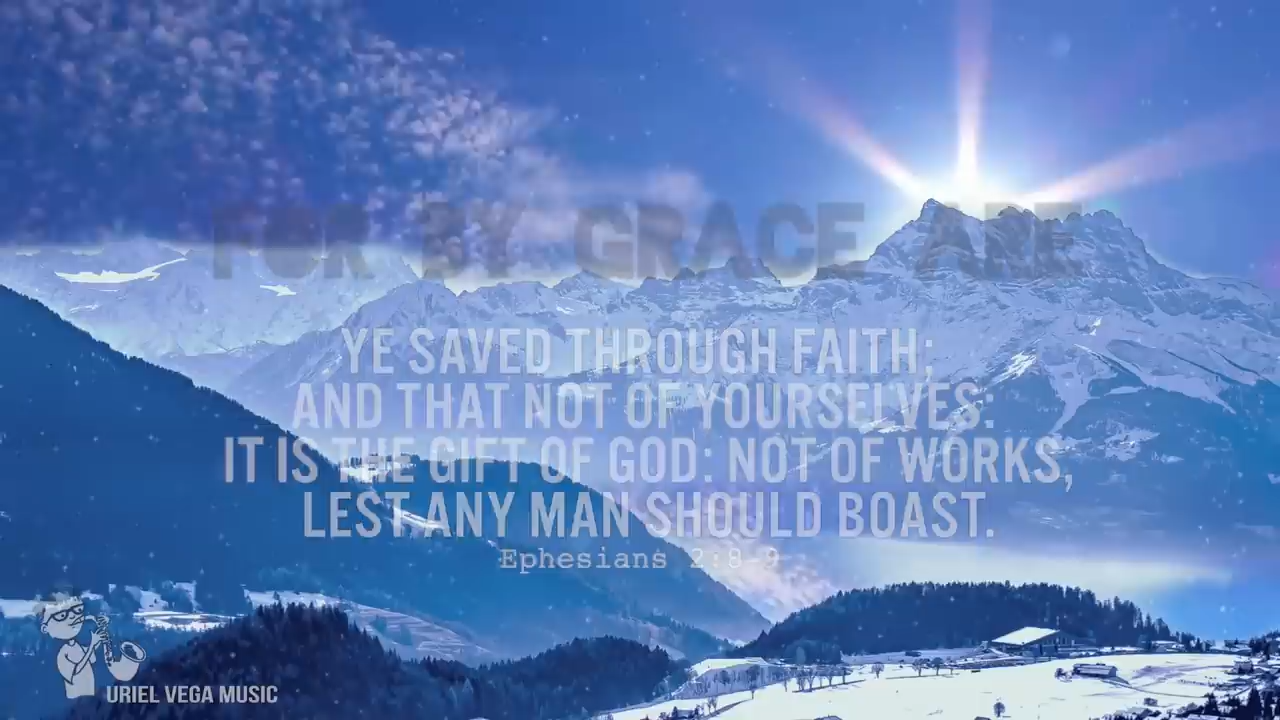 FOR BY GRACE ARE
YE SAVED THROUGH FAITH;
AND THAT NOT OF YOURSELVES:
IT IS THE GIFT OF GOD: NOT OF WORKS,
LEST ANY MAN SHOULD BOAST.
Ephesians 2:8-9
URIEL VEGA MUSIC